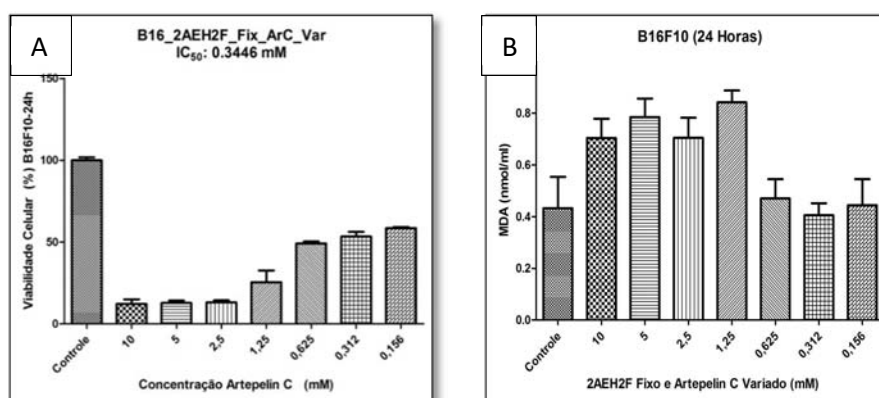 A
B16_2AEH2F_Fix_ArC_Var
IC50: 0.3446 mM
Viabilidade Celular (%) B16F10-24h
150
100
50
0
Controle
10
5
2,5
1,25
0,625
0,312
0,156
Concentração Artepelin C (mM)
B
B16F10 (24 Horas)
MDA (nmol/ml)
0.8
0.6
0.4
0.2
0.0
Controle
10
5
2,5
1,25
0,625
0,312
0,156
2AEH2F Fixo e Artepelin C Variado (mM)